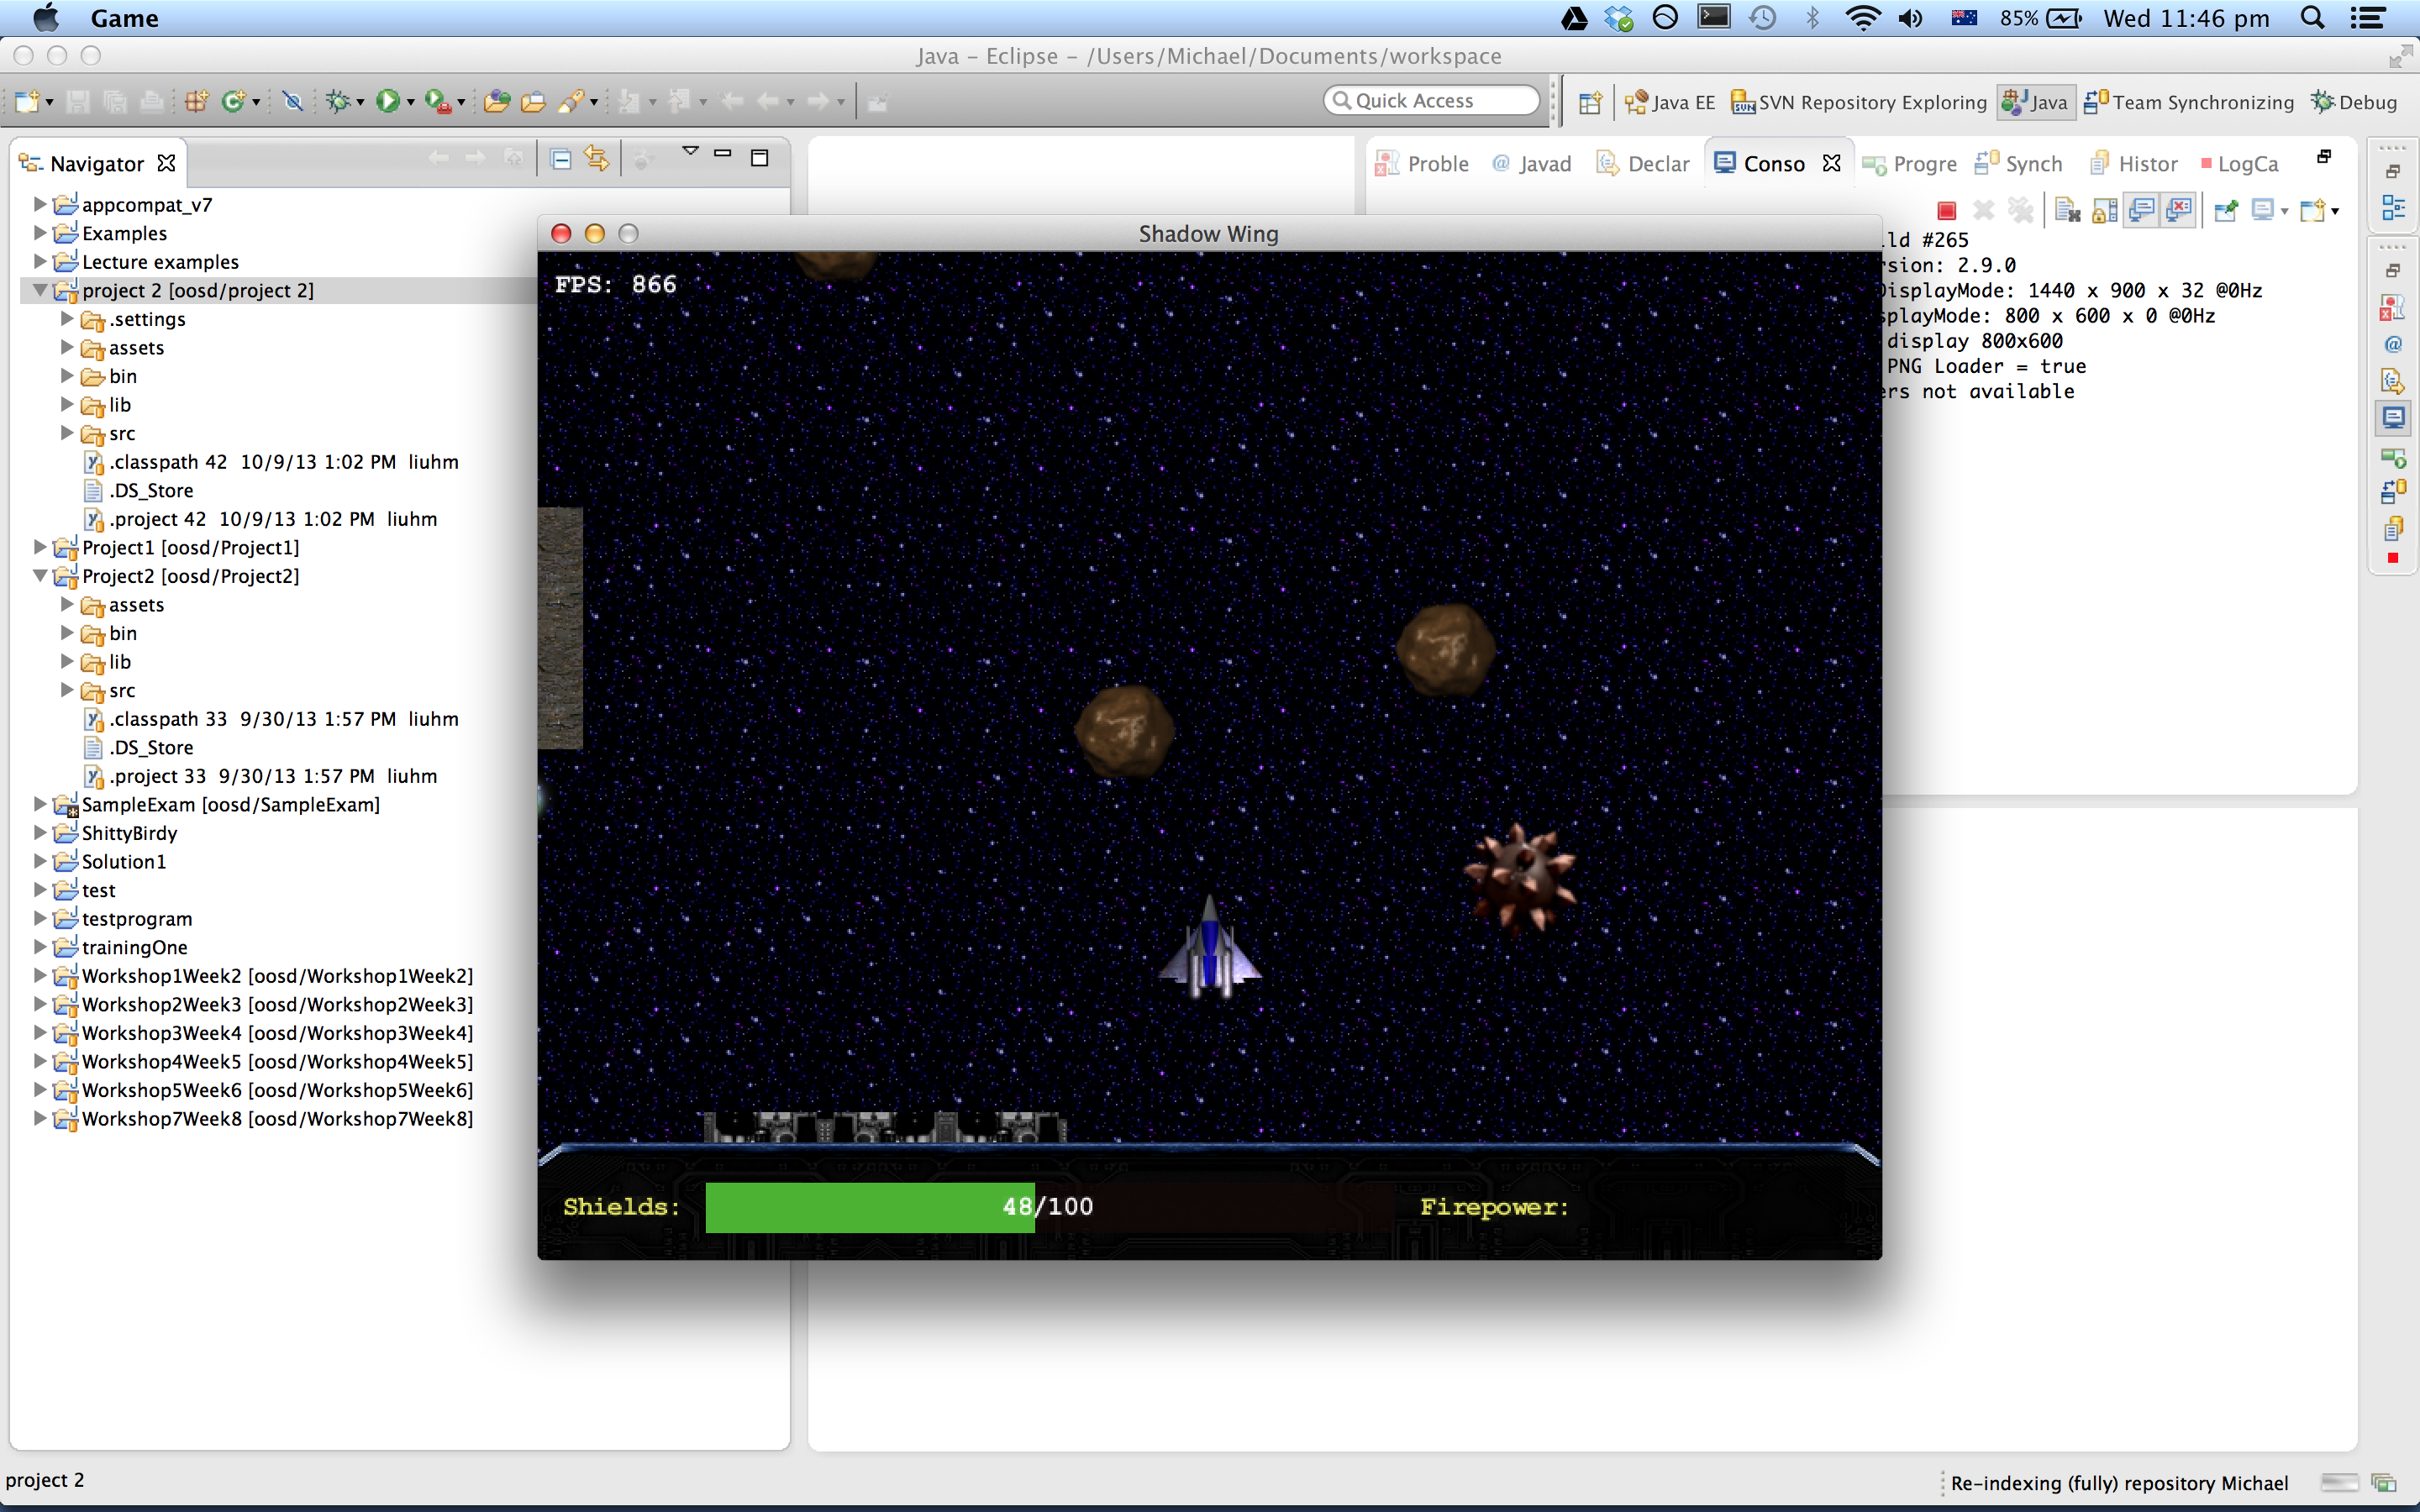 Game
85%
Wed 11:46 pm
Java – Eclipse – /Users/Michael/Documents/workspace
Quick Access
Java EE
SVN Repository Exploring
Java
Team Synchronizing
Debug
Navigator
appcompat_v7
Examples
Lecture examples
project 2 [oosd/project 2]
.settings
assets
bin
lib
src
.classpath 42 10/9/13 1:02 PM liuhm
.DS_Store
.project 42 10/9/13 1:02 PM liuhm
Project1 [oosd/Project1]
Project2 [oosd/Project2]
assets
bin
lib
src
.classpath 33 9/30/13 1:57 PM liuhm
.DS_Store
.project 33 9/30/13 1:57 PM liuhm
SampleExam [oosd/SampleExam]
ShittyBirdy
Solution1
test
testprogram
trainingOne
Workshop1Week2 [oosd/Workshop1Week2]
Workshop2Week3 [oosd/Workshop2Week3]
Workshop3Week4 [oosd/Workshop3Week4]
Workshop4Week5 [oosd/Workshop4Week5]
Workshop5Week6 [oosd/Workshop5Week6]
Workshop7Week8 [oosd/Workshop7Week8]
Proble
Javad
Declar
Conso
Progre
Synch
Histor
LogCa
ld #265
rsion: 2.9.0
DisplayMode: 1440 x 900 x 32 @0Hz
splayMode: 800 x 600 x 0 @0Hz
display 800x600
PNG Loader = true
ers not available
Shadow Wing
FPS: 866
Shields:
48/100
Firepower:
project 2
Re-indexing (fully) repository Michael